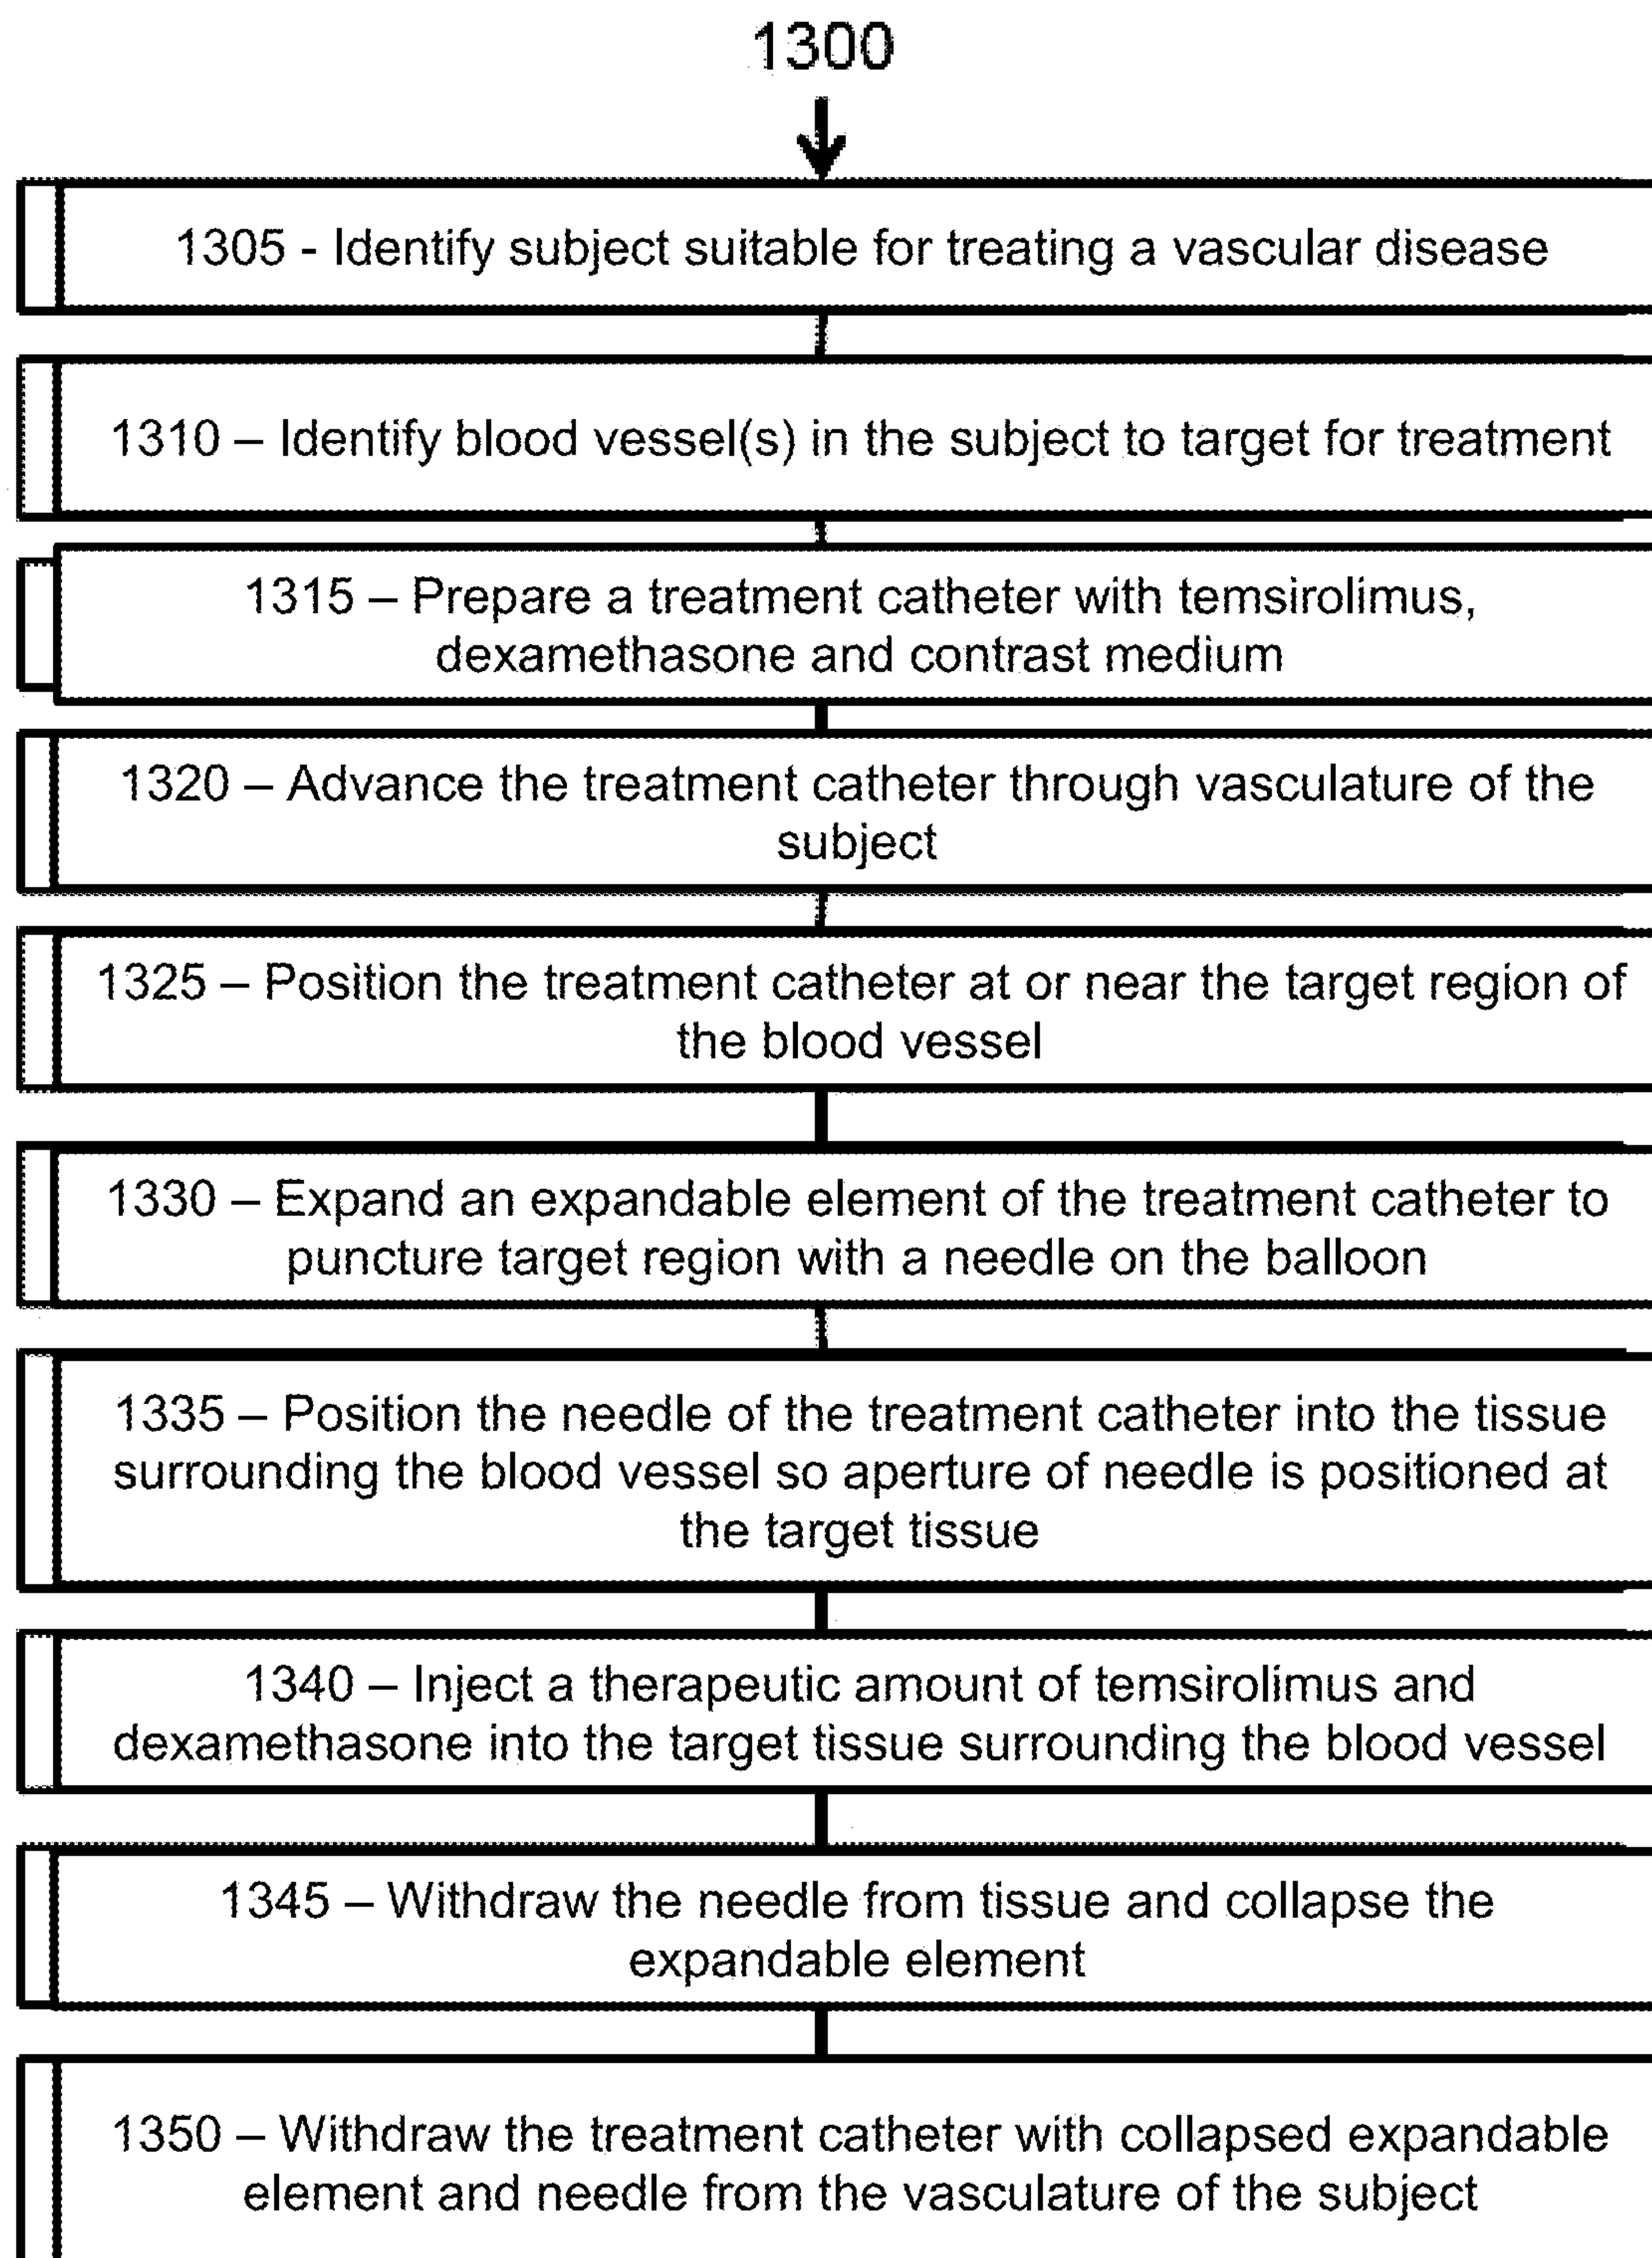 1300
1305 - Identify subject suitable for treating a vascular disease
1310 – Identify blood vessel(s) in the subject to target for treatment
1315 – Prepare a treatment catheter with temsirolimus,
dexamethasone and contrast medium
1320 – Advance the treatment catheter through vasculature of the
subject
1325 – Position the treatment catheter at or near the target region of
the blood vessel
1330 – Expand an expandable element of the treatment catheter to
puncture target region with a needle on the balloon
1335 – Position the needle of the treatment catheter into the tissue
surrounding the blood vessel so aperture of needle is positioned at
the target tissue
1340 – Inject a therapeutic amount of temsirolimus and
dexamethasone into the target tissue surrounding the blood vessel
1345 – Withdraw the needle from tissue and collapse the
expandable element
1350 – Withdraw the treatment catheter with collapsed expandable
element and needle from the vasculature of the subject